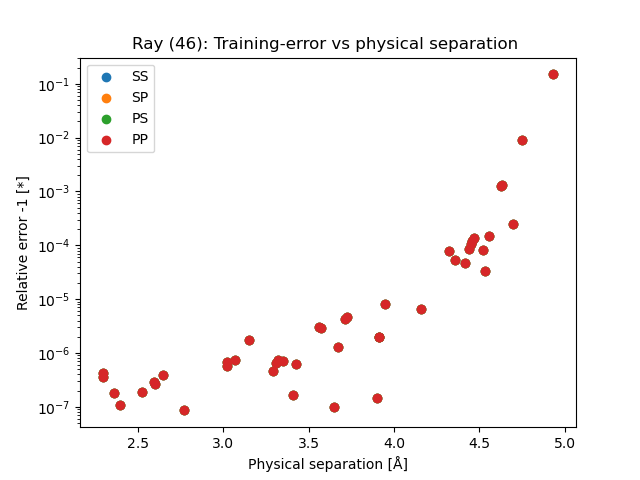 Ray (46): Training-error vs physical separation
SS
SP
PS
PP
Relative error -1 [*]
10⁻¹
10⁻²
10⁻³
10⁻⁴
10⁻⁵
10⁻⁶
10⁻⁷
2.5 3.0 3.5 4.0 4.5 5.0
Physical separation [Å]